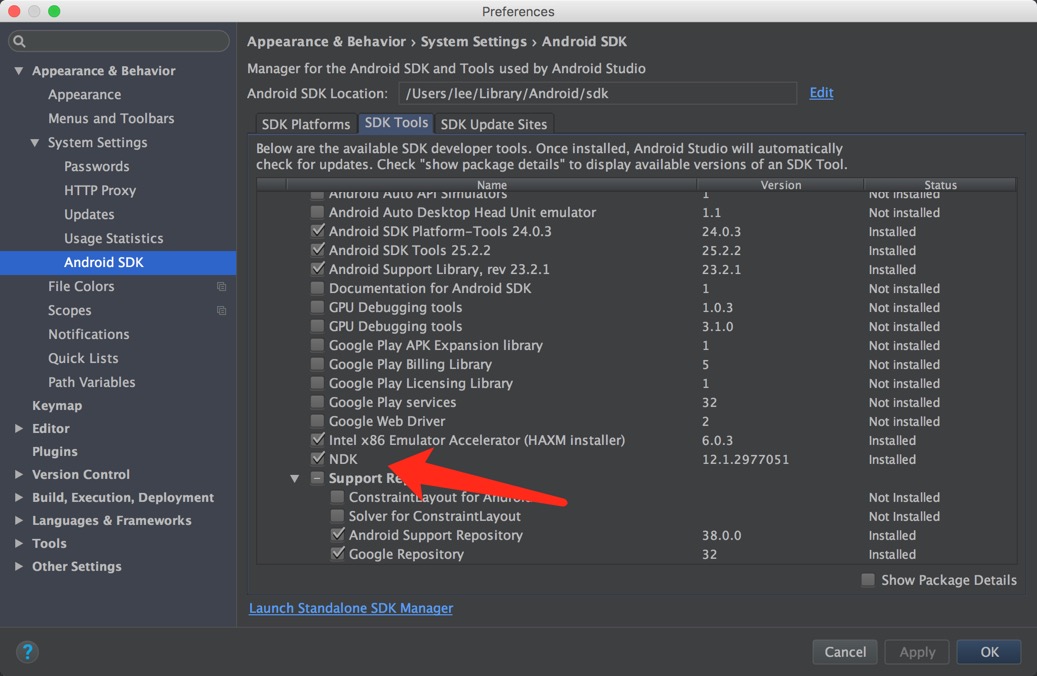 Preferences
Appearance & Behavior › System Settings › Android SDK
Manager for the Android SDK and Tools used by Android Studio
Android SDK Location: /Users/lee/Library/Android/sdk Edit
Appearance & Behavior
Appearance
Menus and Toolbars
System Settings
Passwords
HTTP Proxy
Updates
Usage Statistics
Android SDK
File Colors
Scopes
Notifications
Quick Lists
Path Variables
Keymap
Editor
Plugins
Version Control
Build, Execution, Deployment
Languages & Frameworks
Tools
Other Settings
SDK Platforms SDK Tools SDK Update Sites
Below are the available SDK developer tools. Once installed, Android Studio will automatically
check for updates. Check "show package details" to display available versions of an SDK Tool.
Name Version Status
Android Auto API Simulators 1 Not installed
Android Auto Desktop Head Unit emulator 1.1 Not installed
Android SDK Platform-Tools 24.0.3 24.0.3 Installed
Android SDK Tools 25.2.2 25.2.2 Installed
Android Support Library, rev 23.2.1 23.2.1 Installed
Documentation for Android SDK 1 Not installed
GPU Debugging tools 1.0.3 Not installed
GPU Debugging tools 3.1.0 Not installed
Google Play APK Expansion library 1 Not installed
Google Play Billing Library 5 Not installed
Google Play Licensing Library 1 Not installed
Google Play services 32 Not installed
Google Web Driver 2 Not installed
Intel x86 Emulator Accelerator (HAXM installer) 6.0.3 Installed
NDK 12.1.2977051 Installed
Support
ConstraintLayout for Android Not Installed
Solver for ConstraintLayout Not Installed
Android Support Repository 38.0.0 Installed
Google Repository 32 Installed
Show Package Details
Launch Standalone SDK Manager
? Cancel Apply OK